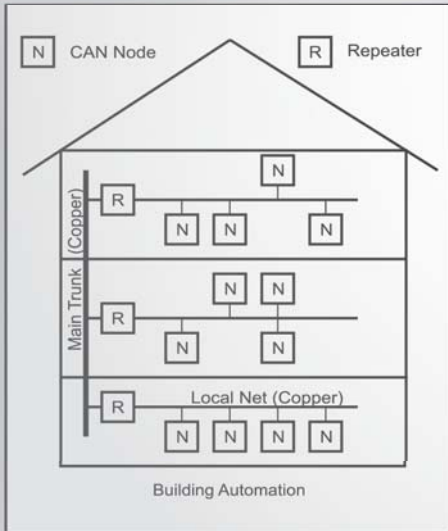 N CAN Node R Repeater
N
R
N N N
Main Trunk (Copper)
N N
R
N N
Local Net (Copper)
R
N N N N
Building Automation